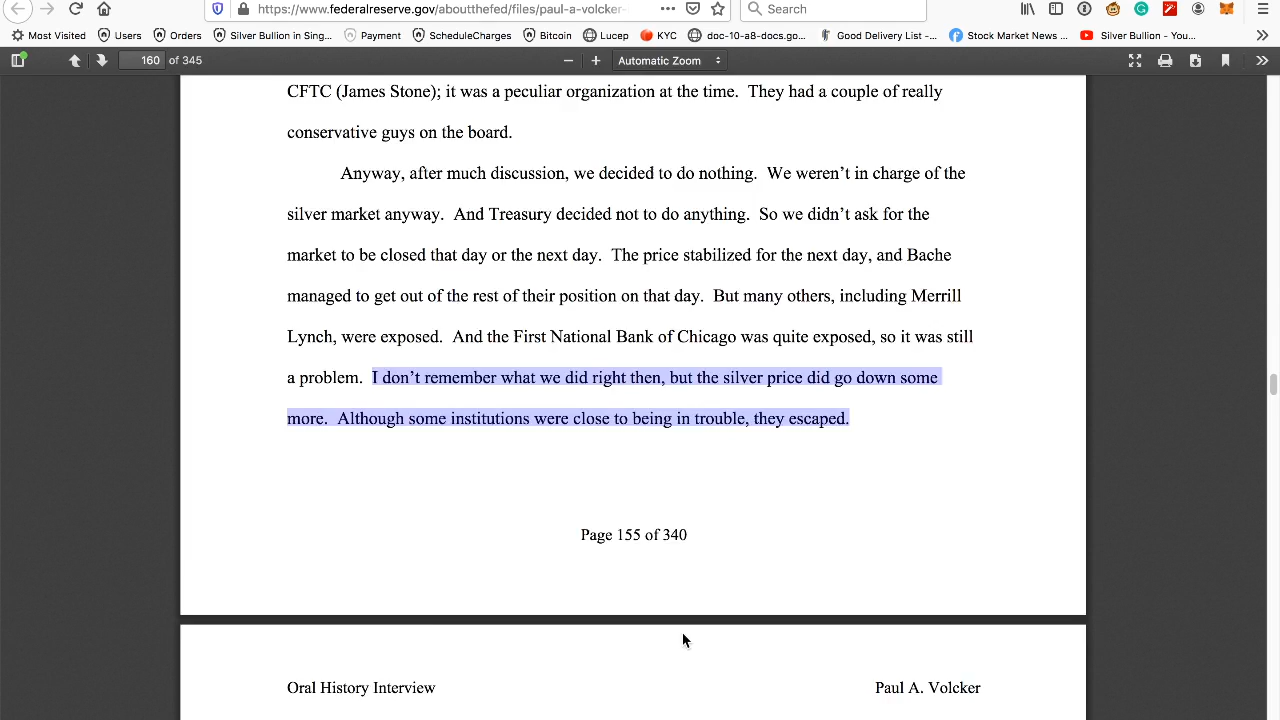 https://www.federalreserve.gov/aboutthefed/files/paul-a-volcker-
Search
Most Visited
Users
Orders
Silver Bullion in Sing...
Payment
ScheduleCharges
Bitcoin
Lucep
KYC
doc-10-a8-docs.go...
Good Delivery List -...
Stock Market News ...
Silver Bullion - You...
160 of 345
Automatic Zoom
CFTC (James Stone); it was a peculiar organization at the time. They had a couple of really
conservative guys on the board.
Anyway, after much discussion, we decided to do nothing. We weren’t in charge of the
silver market anyway. And Treasury decided not to do anything. So we didn’t ask for the
market to be closed that day or the next day. The price stabilized for the next day, and Bache
managed to get out of the rest of their position on that day. But many others, including Merrill
Lynch, were exposed. And the First National Bank of Chicago was quite exposed, so it was still
a problem. I don’t remember what we did right then, but the silver price did go down some
more. Although some institutions were close to being in trouble, they escaped.
Page 155 of 340
Oral History Interview
Paul A. Volcker